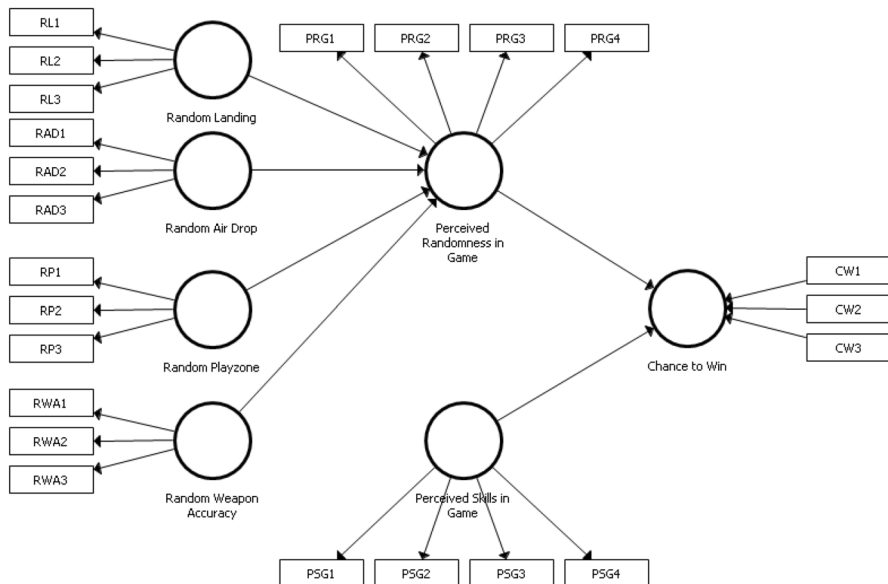 RL1
RL2
RL3
Random Landing
RAD1
RAD2
RAD3
Random Air Drop
RP1
RP2
RP3
Random Playzone
RWA1
RWA2
RWA3
Random Weapon
Accuracy
PRG1
PRG2
PRG3
PRG4
Perceived
Randomness in
Game
Perceived Skills in
Game
PSG1
PSG2
PSG3
PSG4
Chance to Win
CW1
CW2
CW3